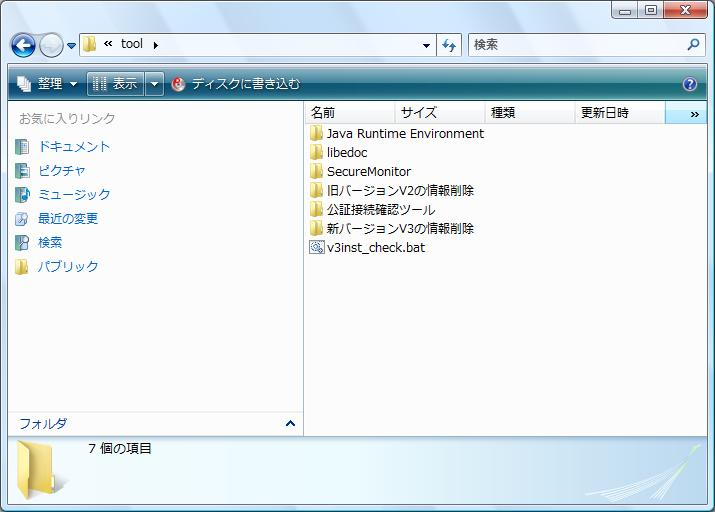 « tool
検索
整理 表示 ディスクに書き込む
お気に入りリンク
ドキュメント
ピクチャ
ミュージック
最近の変更
検索
パブリック
フォルダ
名前 サイズ 種類 更新日時 »
Java Runtime Environment
libedoc
SecureMonitor
旧バージョンV2の情報削除
公証接続確認ツール
新バージョンV3の情報削除
v3inst_check.bat
7 個の項目